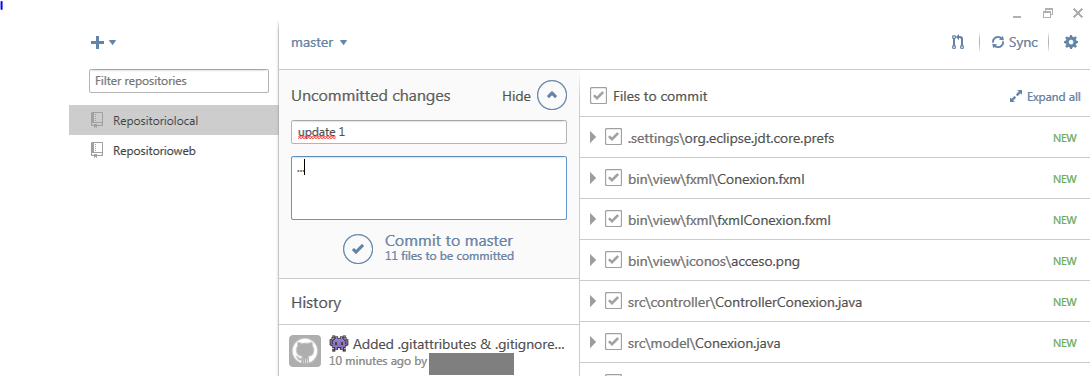 master
Sync
Filter repositories
Repositoriolocal
Repositorioweb
Uncommitted changes
Hide
update 1
...
Commit to master
11 files to be committed
History
Added .gitattributes & .gitignore...
10 minutes ago by
Files to commit
Expand all
.settings\org.eclipse.jdt.core.prefs NEW
bin\view\fxml\Conexion.fxml NEW
bin\view\fxml\fxmlConexion.fxml NEW
bin\view\iconos\acceso.png NEW
src\controller\ControllerConexion.java NEW
src\model\Conexion.java NEW